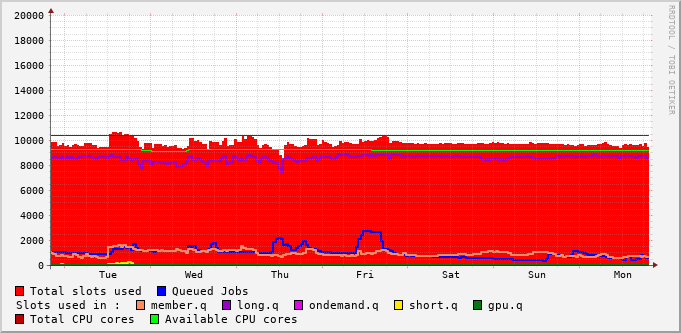 20000
18000
16000
14000
12000
10000
8000
6000
4000
2000
0
Tue Wed Thu Fri Sat Sun Mon
Total slots used Queued Jobs
Slots used in : member.q long.q ondemand.q short.q gpu.q
Total CPU cores Available CPU cores
RRDTOOL / TOBI OETIKER